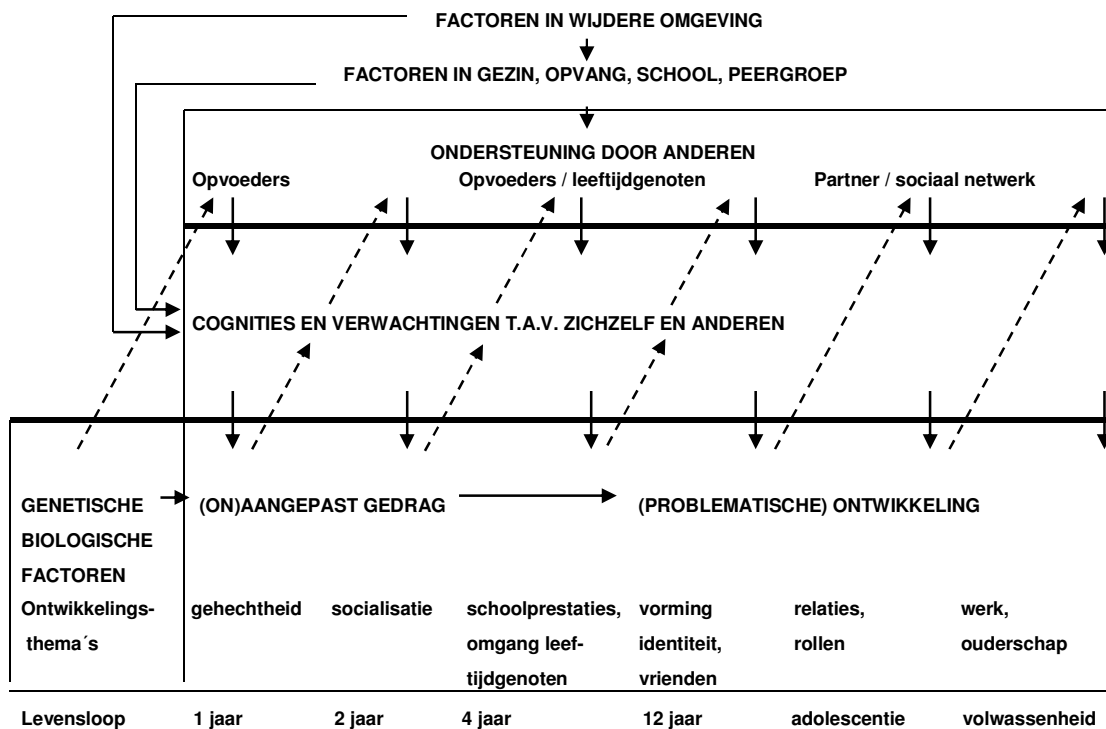 FACTOREN IN WIJDERE OMGEVING
FACTOREN IN GEZIN, OPVANG, SCHOOL, PEERGROEP
ONDERSTEUNING DOOR ANDEREN
Opvoeders Opvoeders / leeftijdgenoten Partner / sociaal netwerk
COGNITIES EN VERWACHTINGEN T.A.V. ZICHZELF EN ANDEREN
GENETISCHE (ON)AANGEPAST GEDRAG (PROBLEMATISCHE) ONTWIKKELING
BIOLOGISCHE
FACTOREN
Ontwikkelings- gehechtheid socialisatie schoolprestaties, vorming relaties, werk,
thema´s omgang leef- identiteit, rollen ouderschap
tijdgenoten vrienden
Levensloop 1 jaar 2 jaar 4 jaar 12 jaar adolescentie volwassenheid